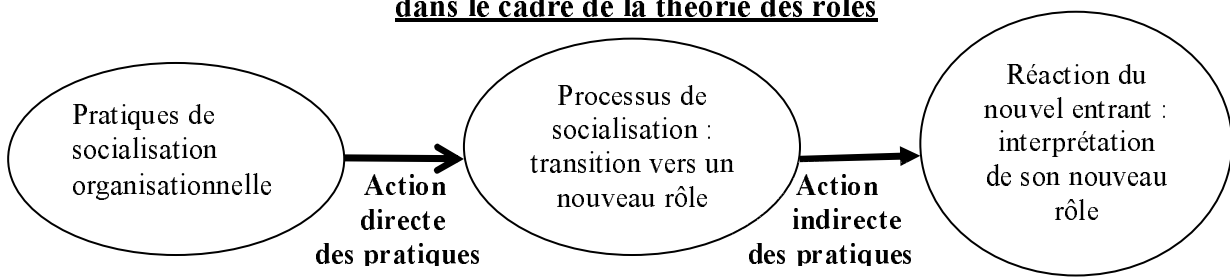 dans le cadre de la théorie des rôles
Pratiques de
socialisation
organisationnelle
Action
directe
des pratiques
Processus de
socialisation :
transition vers un
nouveau rôle
Action
indirecte
des pratiques
Réaction du
nouvel entrant :
interprétation
de son nouveau
rôle